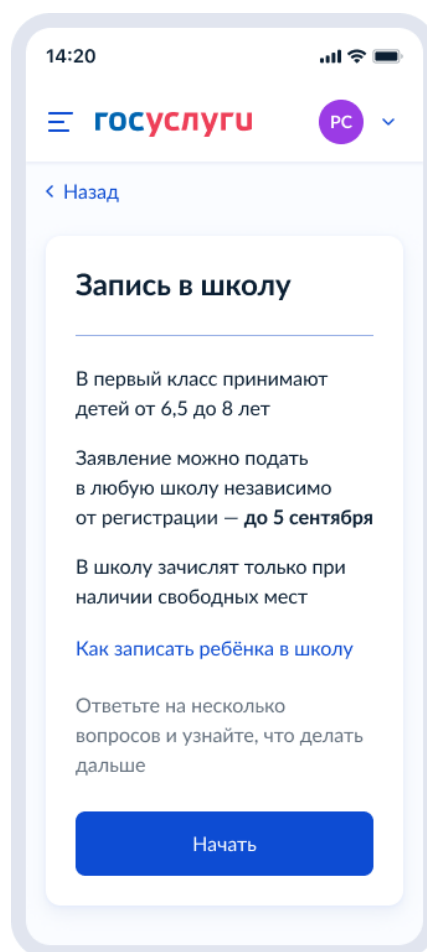 14:20
госуслуги
РС
Назад
Запись в школу
В первый класс принимают
детей от 6,5 до 8 лет
Заявление можно подать
в любую школу независимо
от регистрации — до 5 сентября
В школу зачислят только при
наличии свободных мест
Как записать ребёнка в школу
Ответьте на несколько
вопросов и узнайте, что делать
дальше
Начать